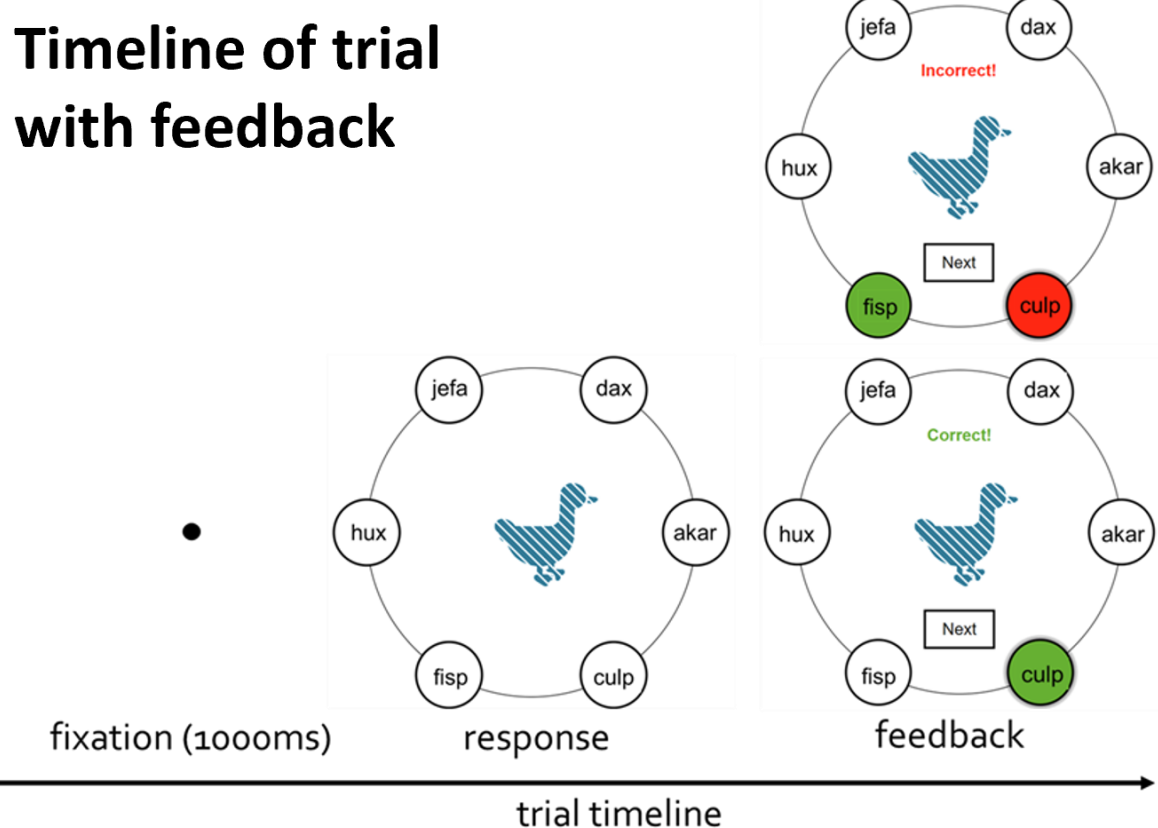 Timeline of trial
with feedback
jefa
dax
Incorrect!
hux
akar
Next
fisp
culp
jefa
dax
hux
akar
fisp
culp
jefa
dax
Correct!
hux
akar
Next
fisp
culp
fixation (1000ms)
response
feedback
trial timeline